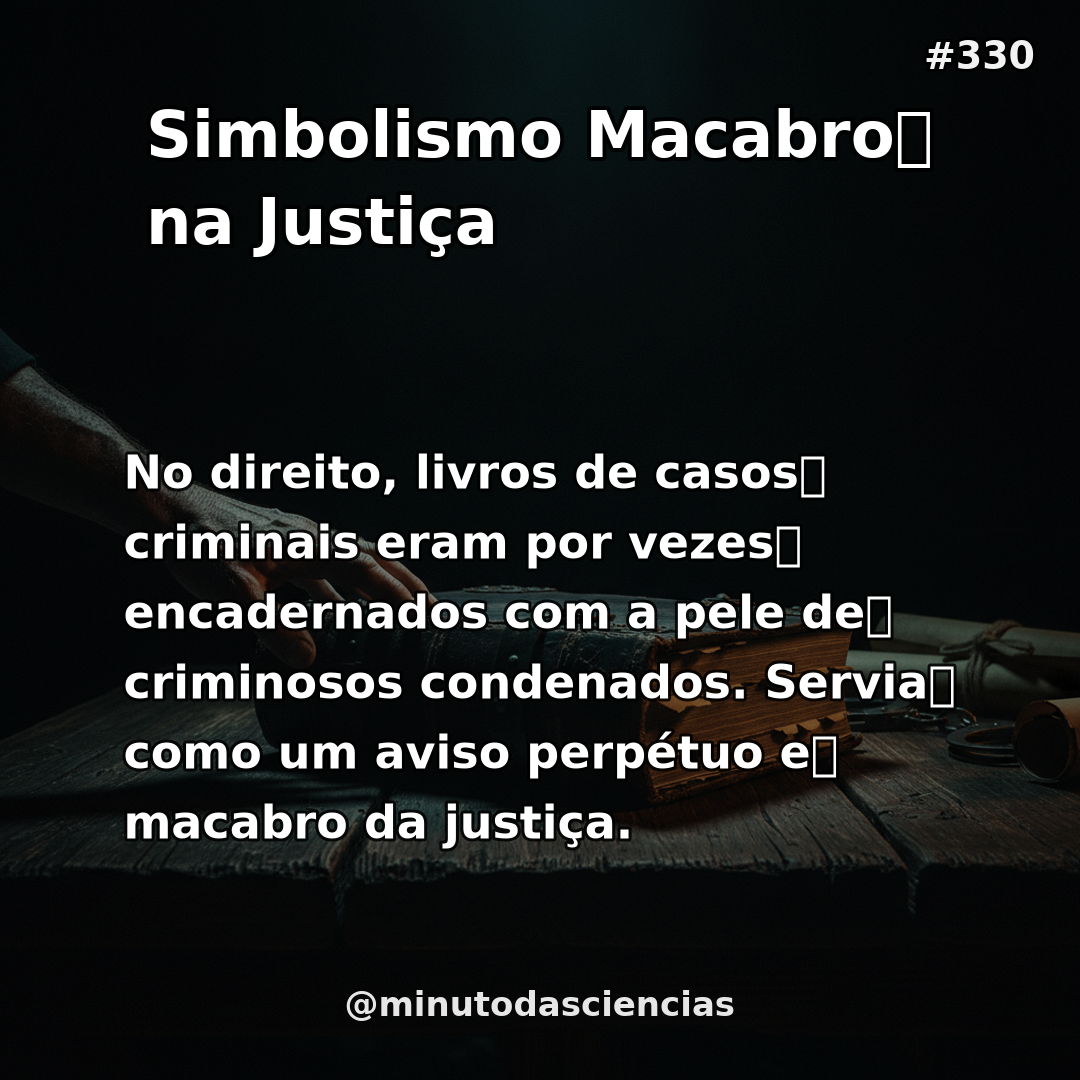 #330
Simbolismo Macabro▯
na Justiça
No direito, livros de casos▯
criminais eram por vezes▯
encadernados com a pele de▯
criminosos condenados. Servia▯
como um aviso perpétuo e▯
macabro da justiça.
@minutodasciencias